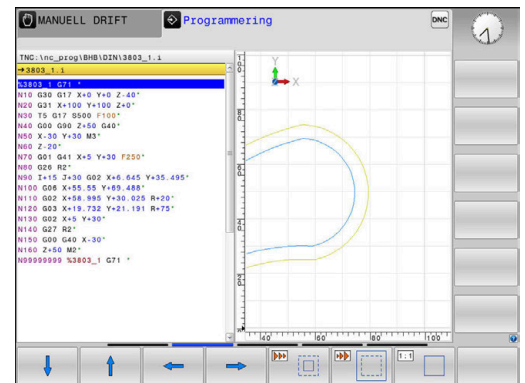 MANUELL DRIFT
Programmering
DNC
TNC:\nc_prog\BHB\DIN\3803_1.i
→3803_1.i
%3803_1 G71 *
N10 G30 G17 X+0 Y+0 Z-40*
N20 G31 X+100 Y+100 Z+0*
N30 T5 G17 S500 F100*
N40 G00 G90 Z+50 G40*
N50 X-30 Y+30 M3*
N60 Z-20*
N70 G01 G41 X+5 Y+30 F250*
N80 G26 R2*
N90 I+15 J+30 G02 X+6.645 Y+35.495*
N100 G06 X+55.55 Y+69.488*
N110 G02 X+58.995 Y+30.025 R+20*
N120 G03 X+19.732 Y+21.191 R+75*
N130 G02 X+5 Y+30*
N140 G27 R2*
N150 G00 G40 X-30*
N160 Z+50 M2*
N99999999 %3803_1 G71 *
Y
X
40
60
80
100
1:1